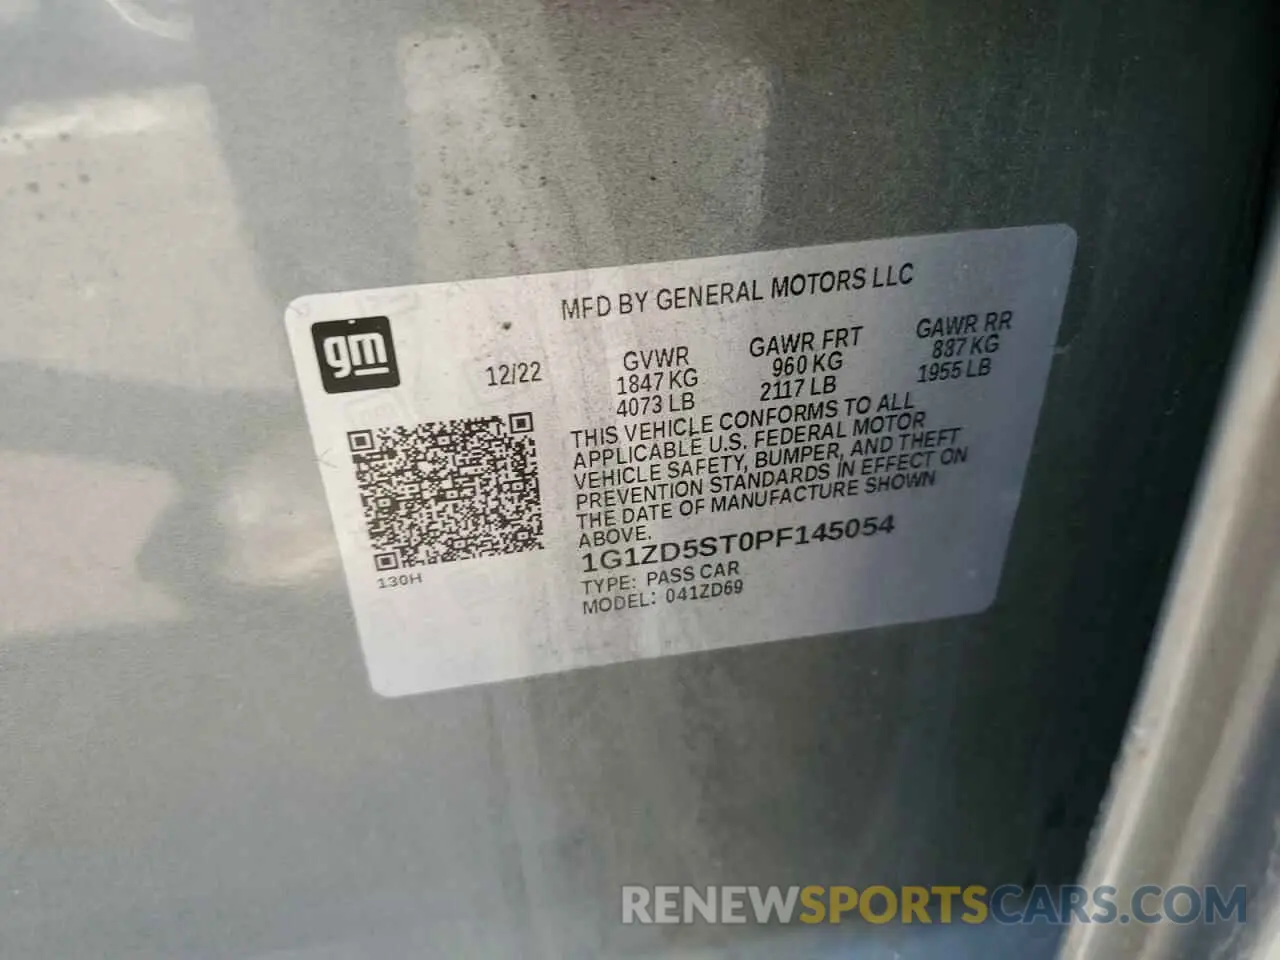 MFD BY GENERAL MOTORS LLC
gm
12/22
GVWR GAWR FRT GAWR RR
1847 KG 960 KG 887 KG
4073 LB 2117 LB 1955 LB
THIS VEHICLE CONFORMS TO ALL
APPLICABLE U.S. FEDERAL MOTOR
VEHICLE SAFETY, BUMPER, AND THEFT
PREVENTION STANDARDS IN EFFECT ON
THE DATE OF MANUFACTURE SHOWN
ABOVE.
1G1ZD5ST0PF145054
TYPE: PASS CAR
MODEL: 041ZD69
130H
RENEWSPORTSCARS.COM